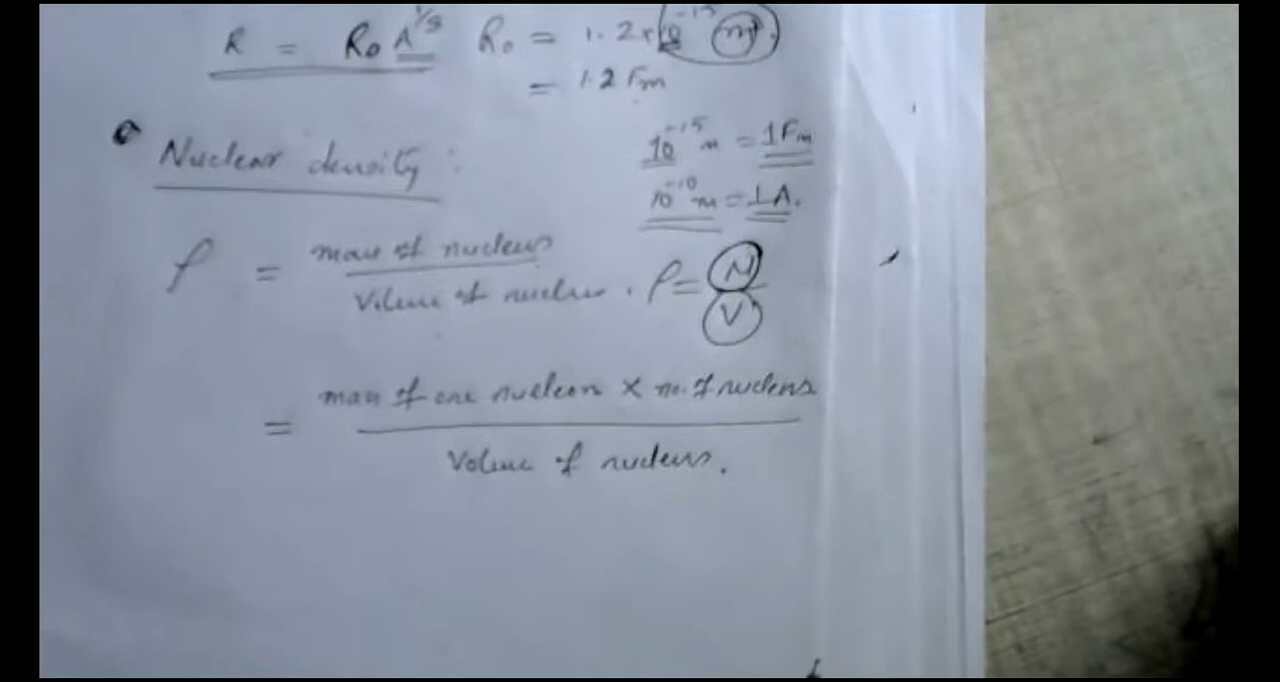 R = R₀ A^1/3 R₀ = 1.2 x 10^-15 m.
= 1.2 Fm
Nuclear density :
10^-15 m = 1 Fm
10^-10 m = 1 A.
ρ = mass of nucleus / Volume of nucleus . ρ = M / V
= mass of one nucleon x no. of nucleons / Volume of nucleus.